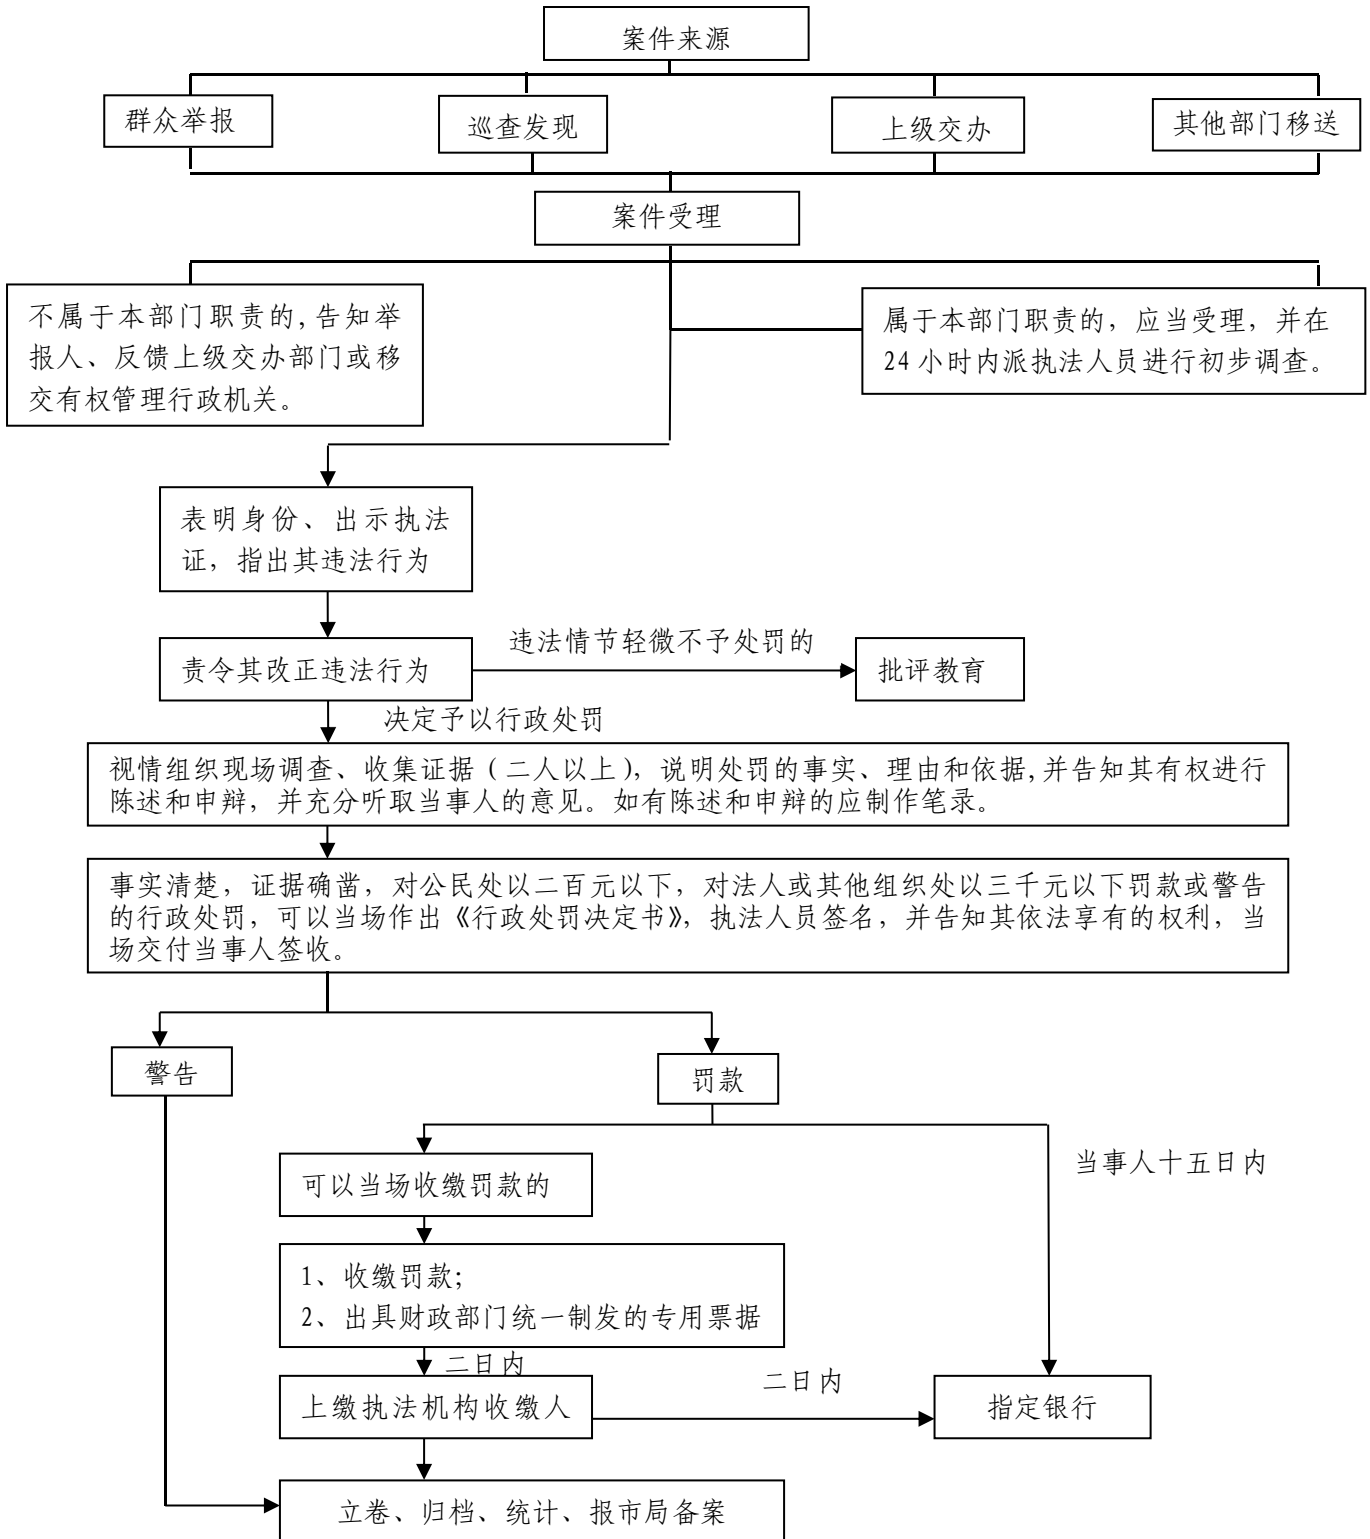 案件来源
群众举报
巡查发现
上级交办
其他部门移送
案件受理
不属于本部门职责的,告知举
报人、反馈上级交办部门或移
交有权管理行政机关。
属于本部门职责的，应当受理，并在
24小时内派执法人员进行初步调查。
表明身份、出示执法
证，指出其违法行为
责令其改正违法行为
违法情节轻微不予处罚的
批评教育
决定予以行政处罚
视情组织现场调查、收集证据（二人以上），说明处罚的事实、理由和依据,并告知其有权进行
陈述和申辩，并充分听取当事人的意见。如有陈述和申辩的应制作笔录。
事实清楚，证据确凿，对公民处以二百元以下，对法人或其他组织处以三千元以下罚款或警告
的行政处罚，可以当场作出《行政处罚决定书》，执法人员签名，并告知其依法享有的权利，当
场交付当事人签收。
警告
罚款
可以当场收缴罚款的
当事人十五日内
1、收缴罚款；
2、出具财政部门统一制发的专用票据
二日内
上缴执法机构收缴人
二日内
指定银行
立卷、归档、统计、报市局备案